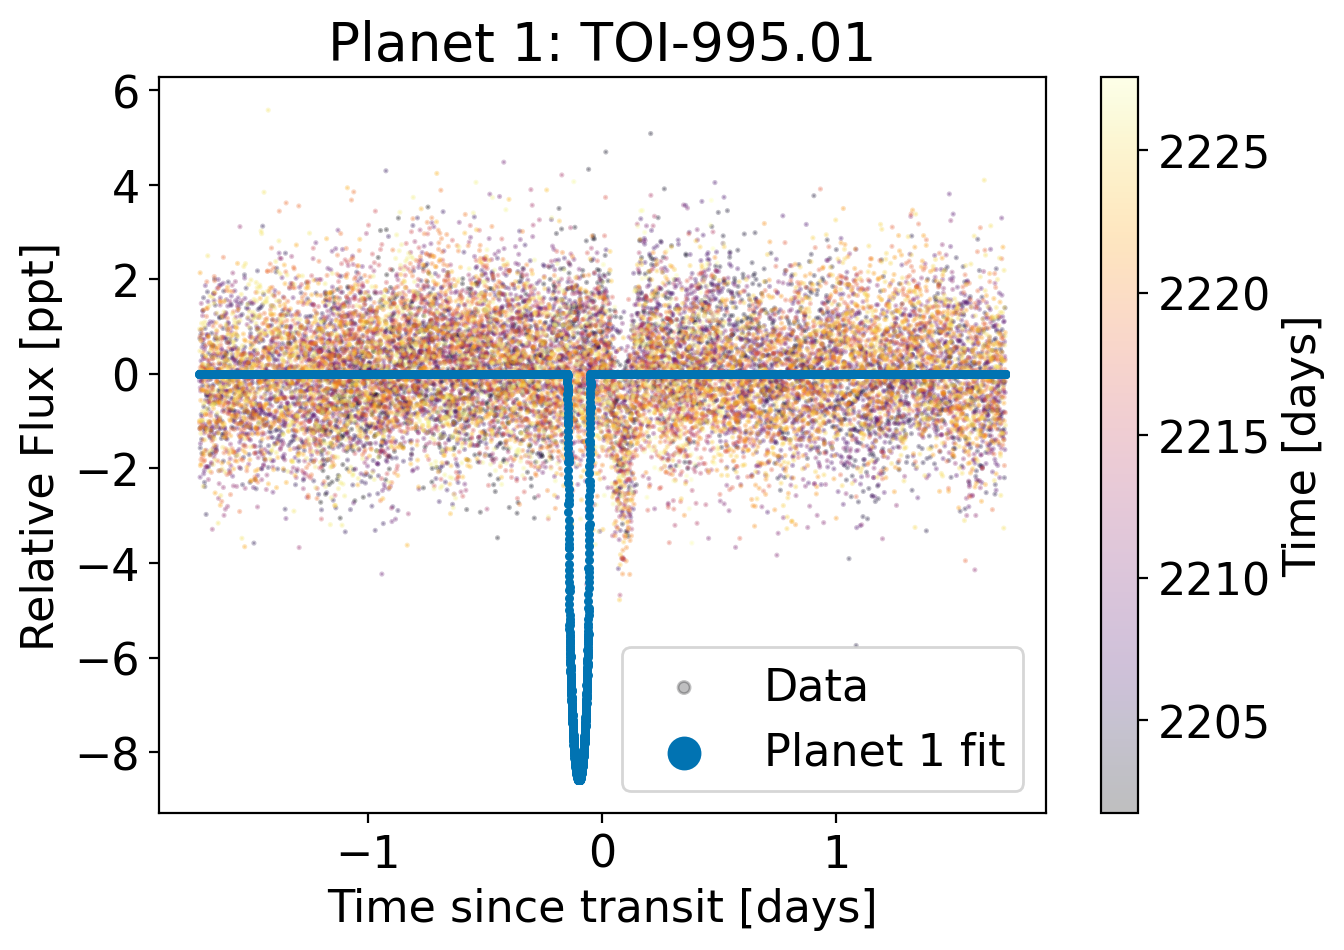 Planet 1: TOI-995.01
6
4
2
0
−2
−4
−6
−8
Relative Flux [ppt]
−1
0
1
Time since transit [days]
Data
Planet 1 fit
2225
2220
2215
2210
2205
Time [days]